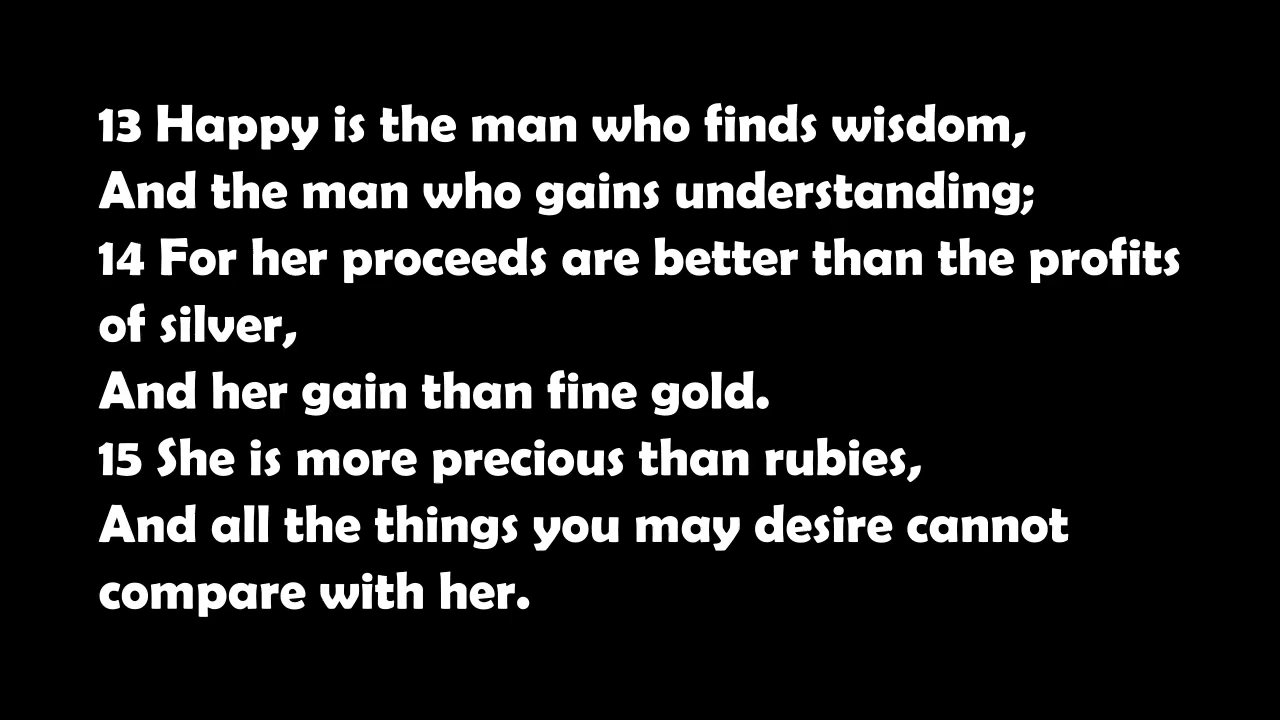 13 Happy is the man who finds wisdom,
And the man who gains understanding;
14 For her proceeds are better than the profits
of silver,
And her gain than fine gold.
15 She is more precious than rubies,
And all the things you may desire cannot
compare with her.